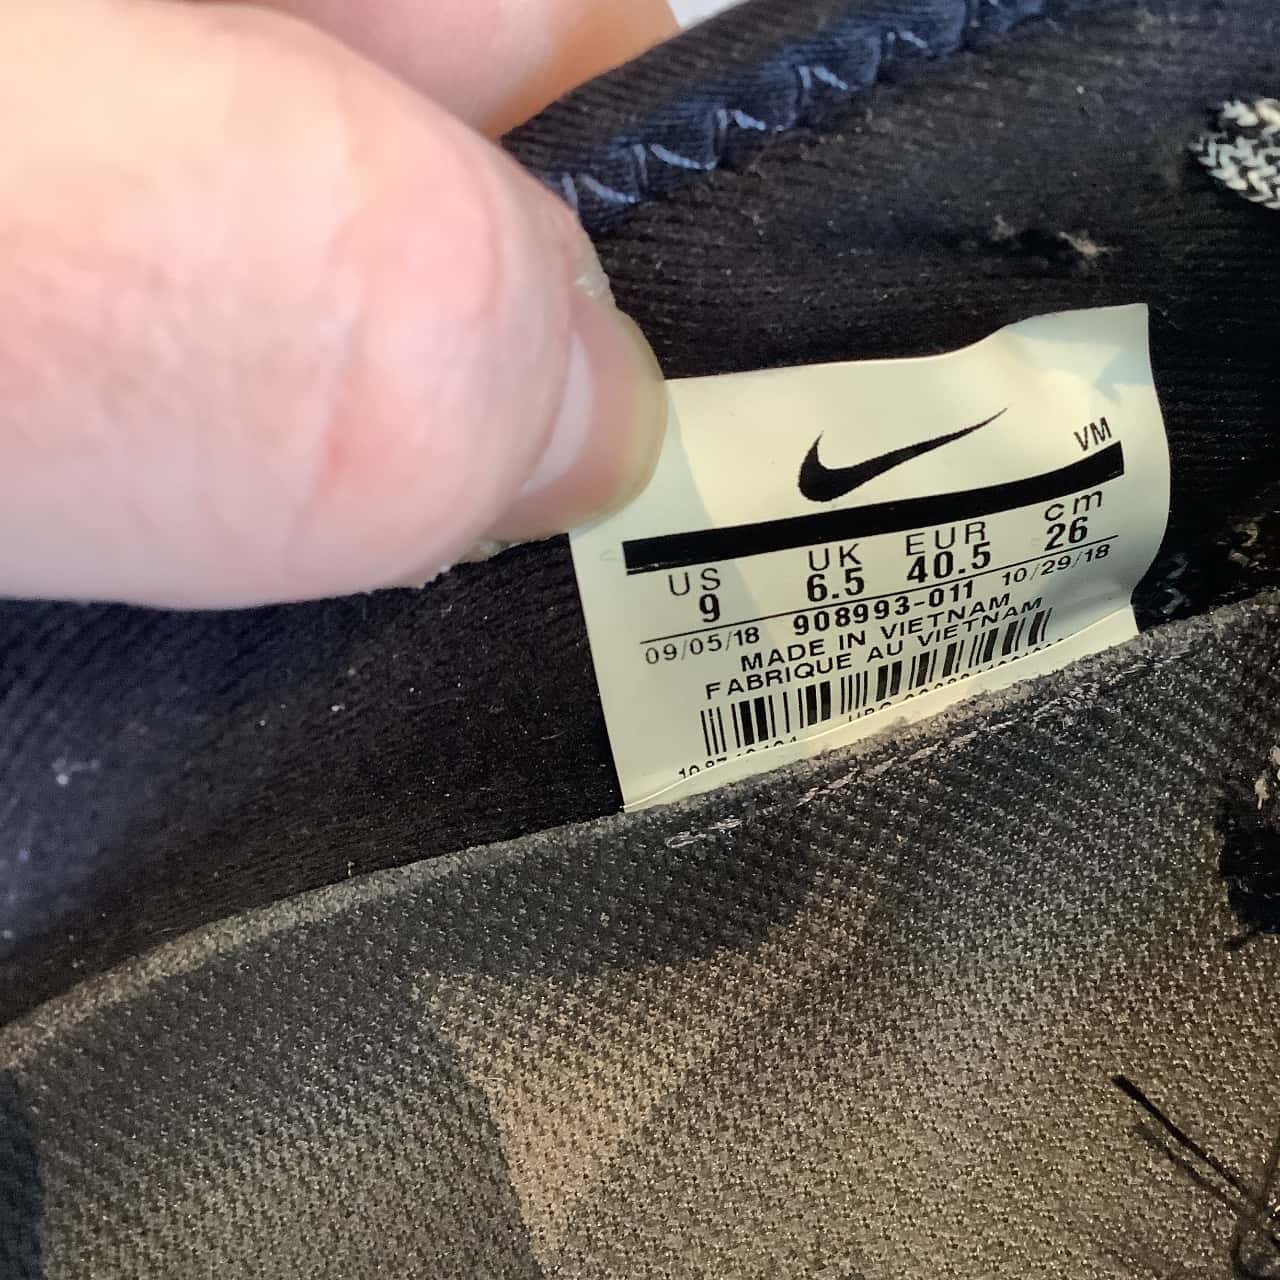 VM
US UK EUR cm
9 6.5 40.5 26
09/05/18 908993-011 10/29/18
MADE IN VIETNAM
FABRIQUE AU VIETNAM